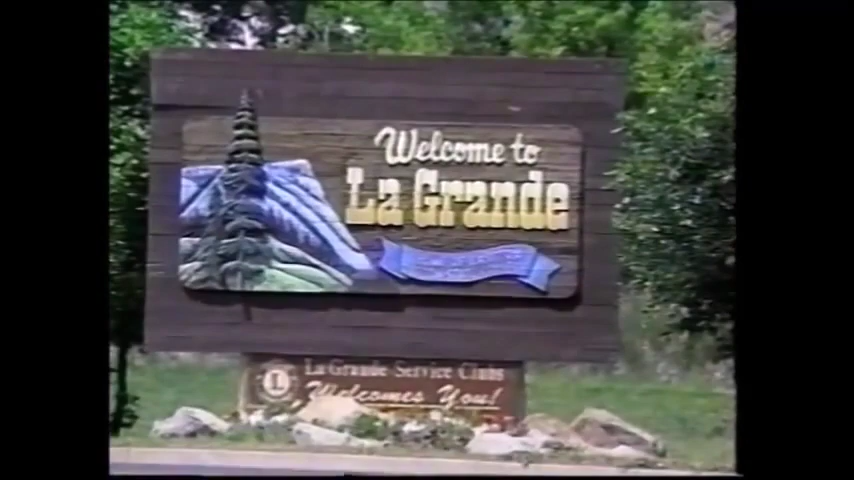 Welcome to
La Grande
L
La Grande Service Clubs
Welcomes You!